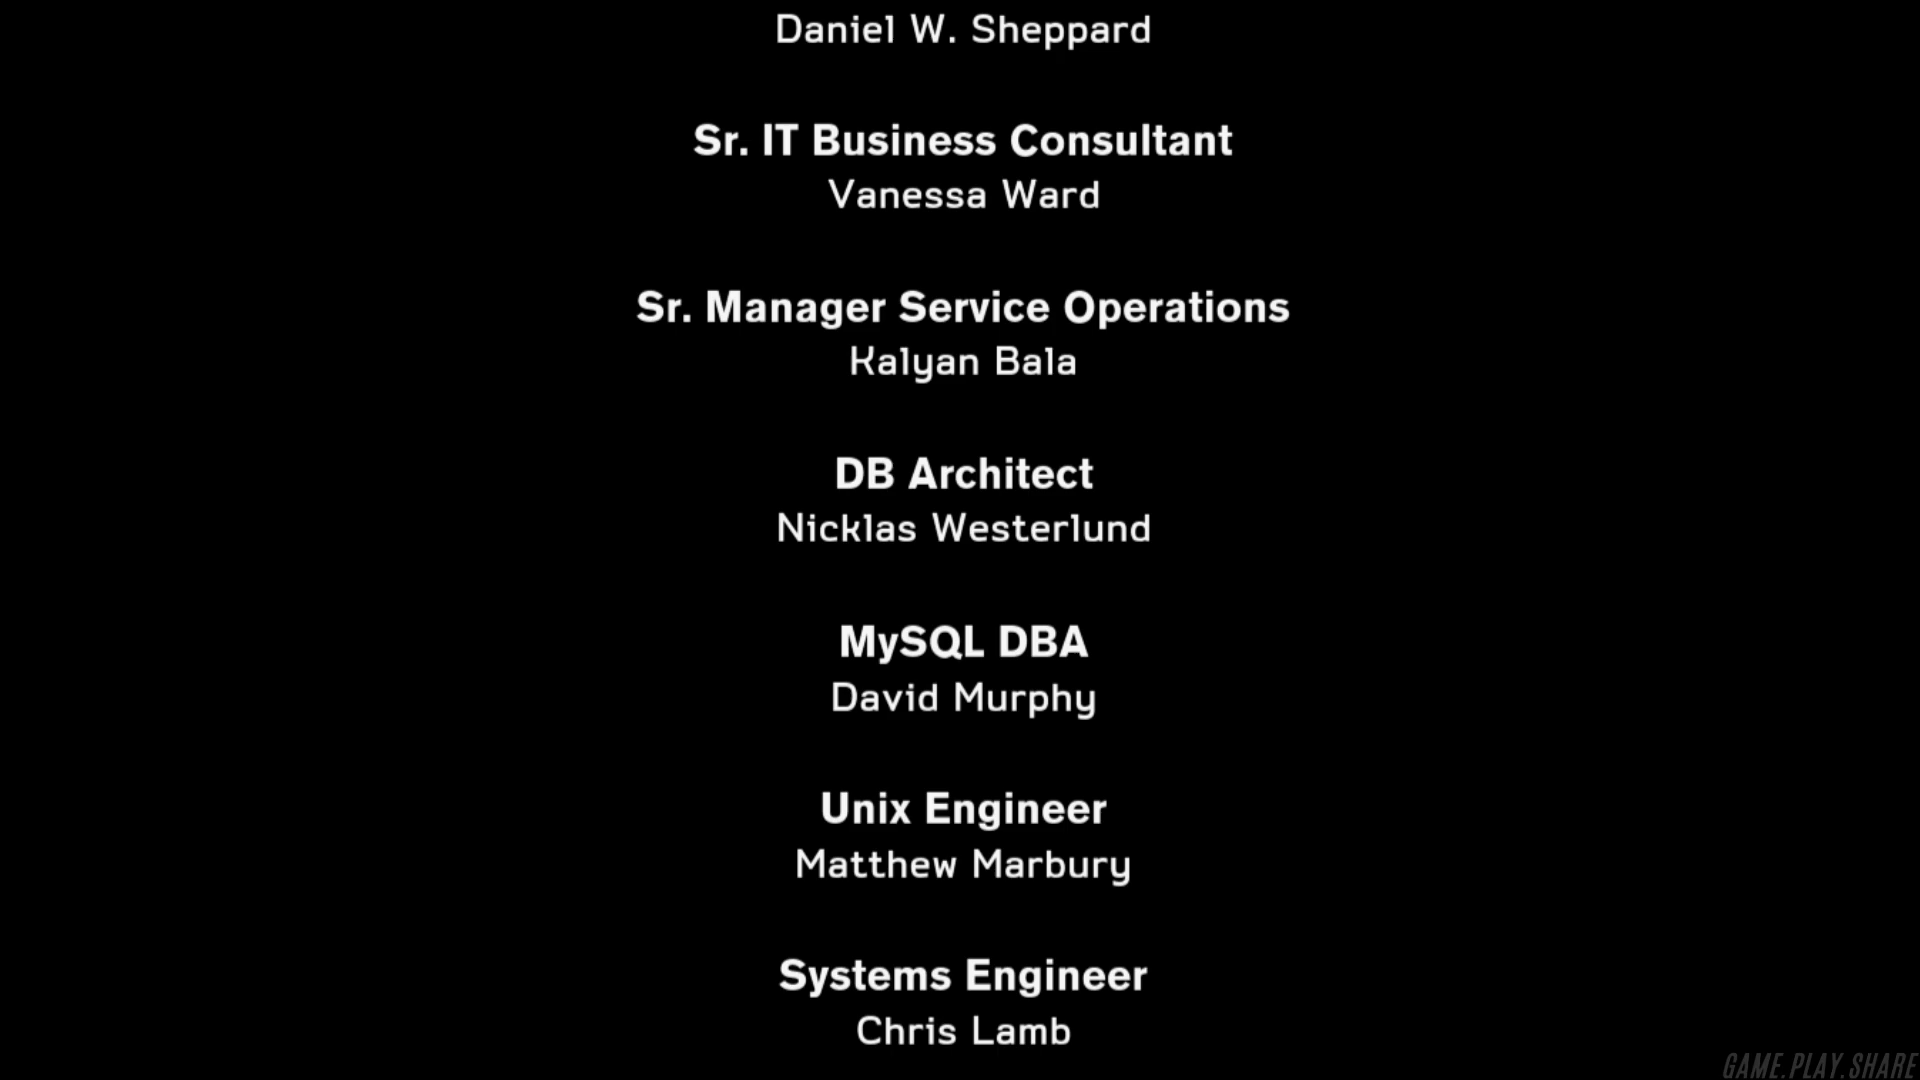 Daniel W. Sheppard
Sr. IT Business Consultant
Vanessa Ward
Sr. Manager Service Operations
Kalyan Bala
DB Architect
Nicklas Westerlund
MySQL DBA
David Murphy
Unix Engineer
Matthew Marbury
Systems Engineer
Chris Lamb
GAME.PLAY.SHARE